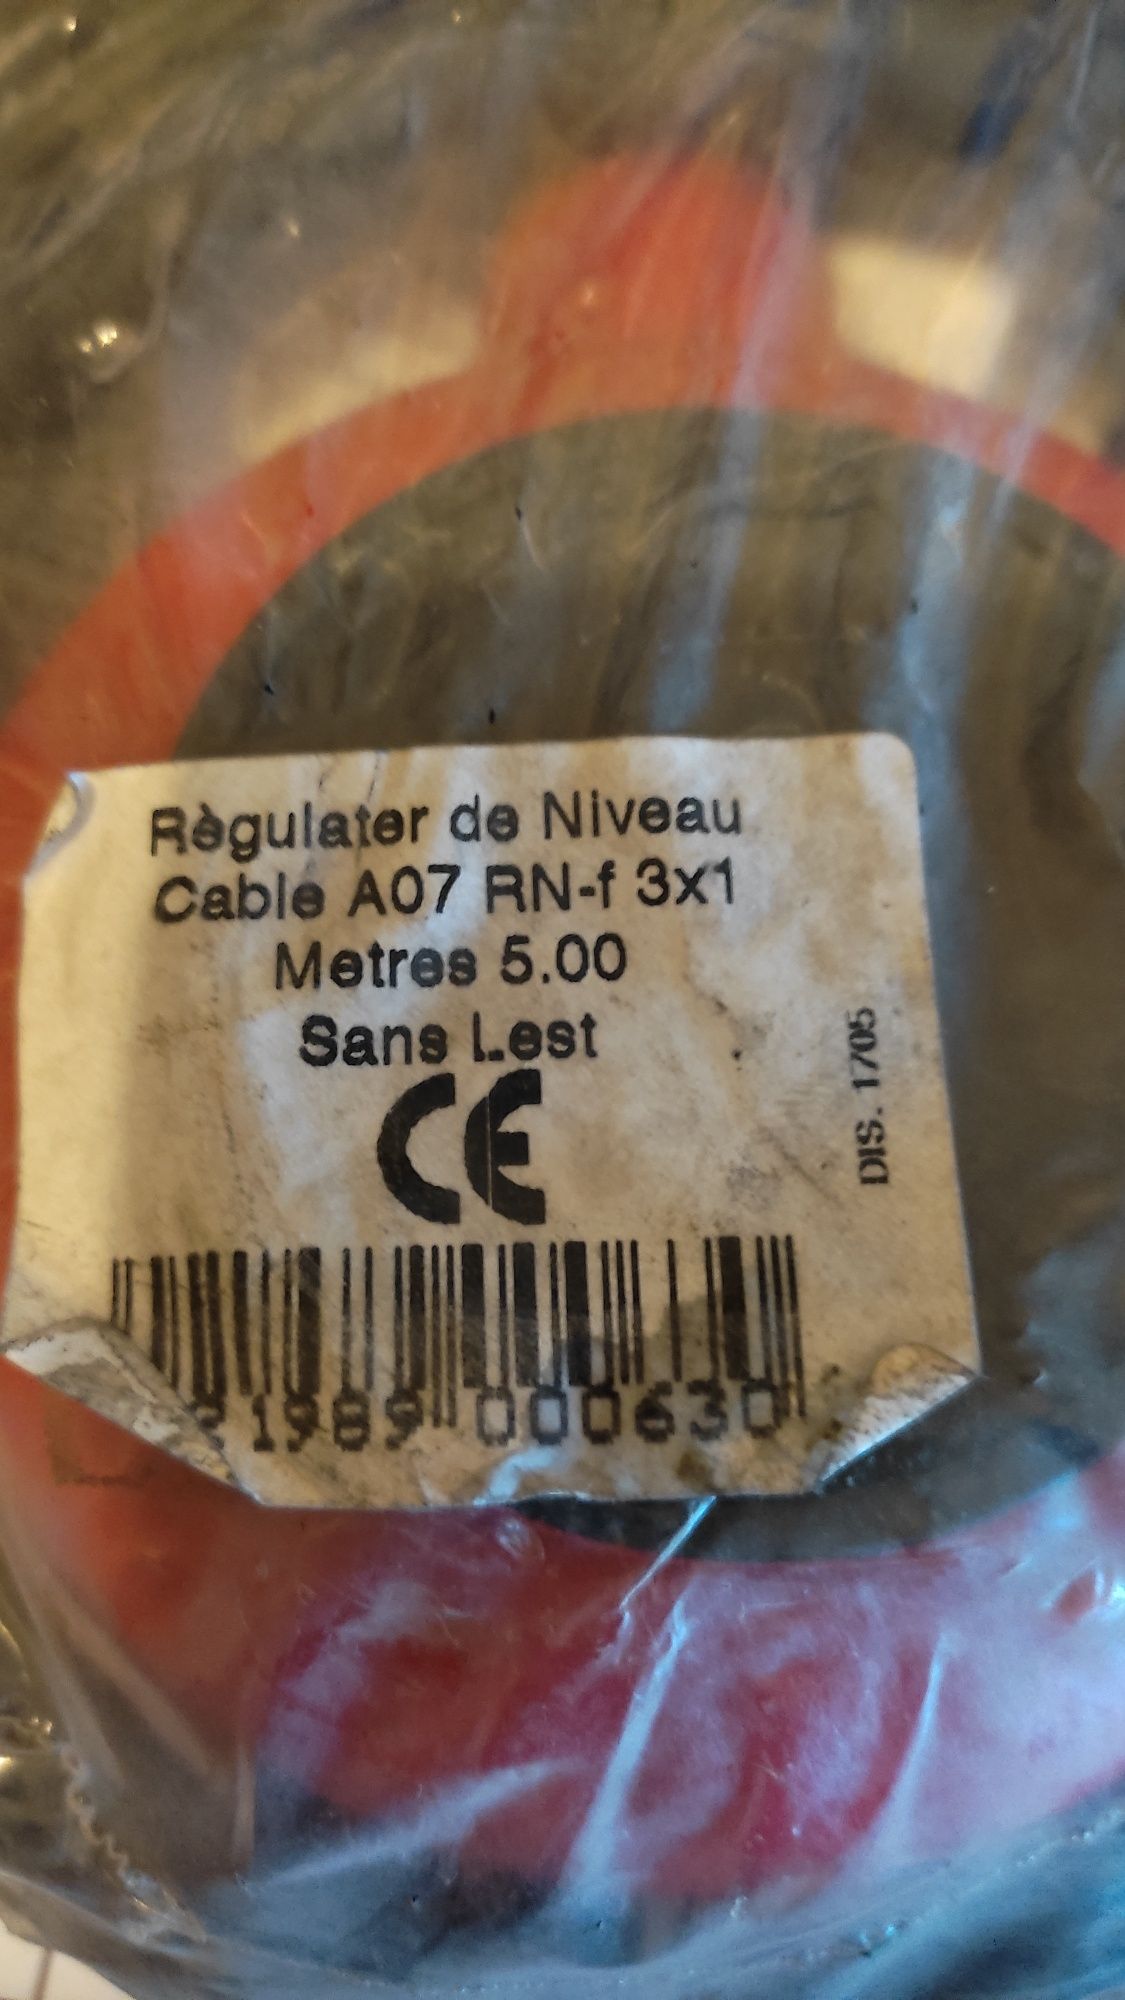 Règulater de Niveau
Cable A07 RN-f 3x1
Metres 5.00
Sans Lest
CE
DIS. 1705
21989 000630